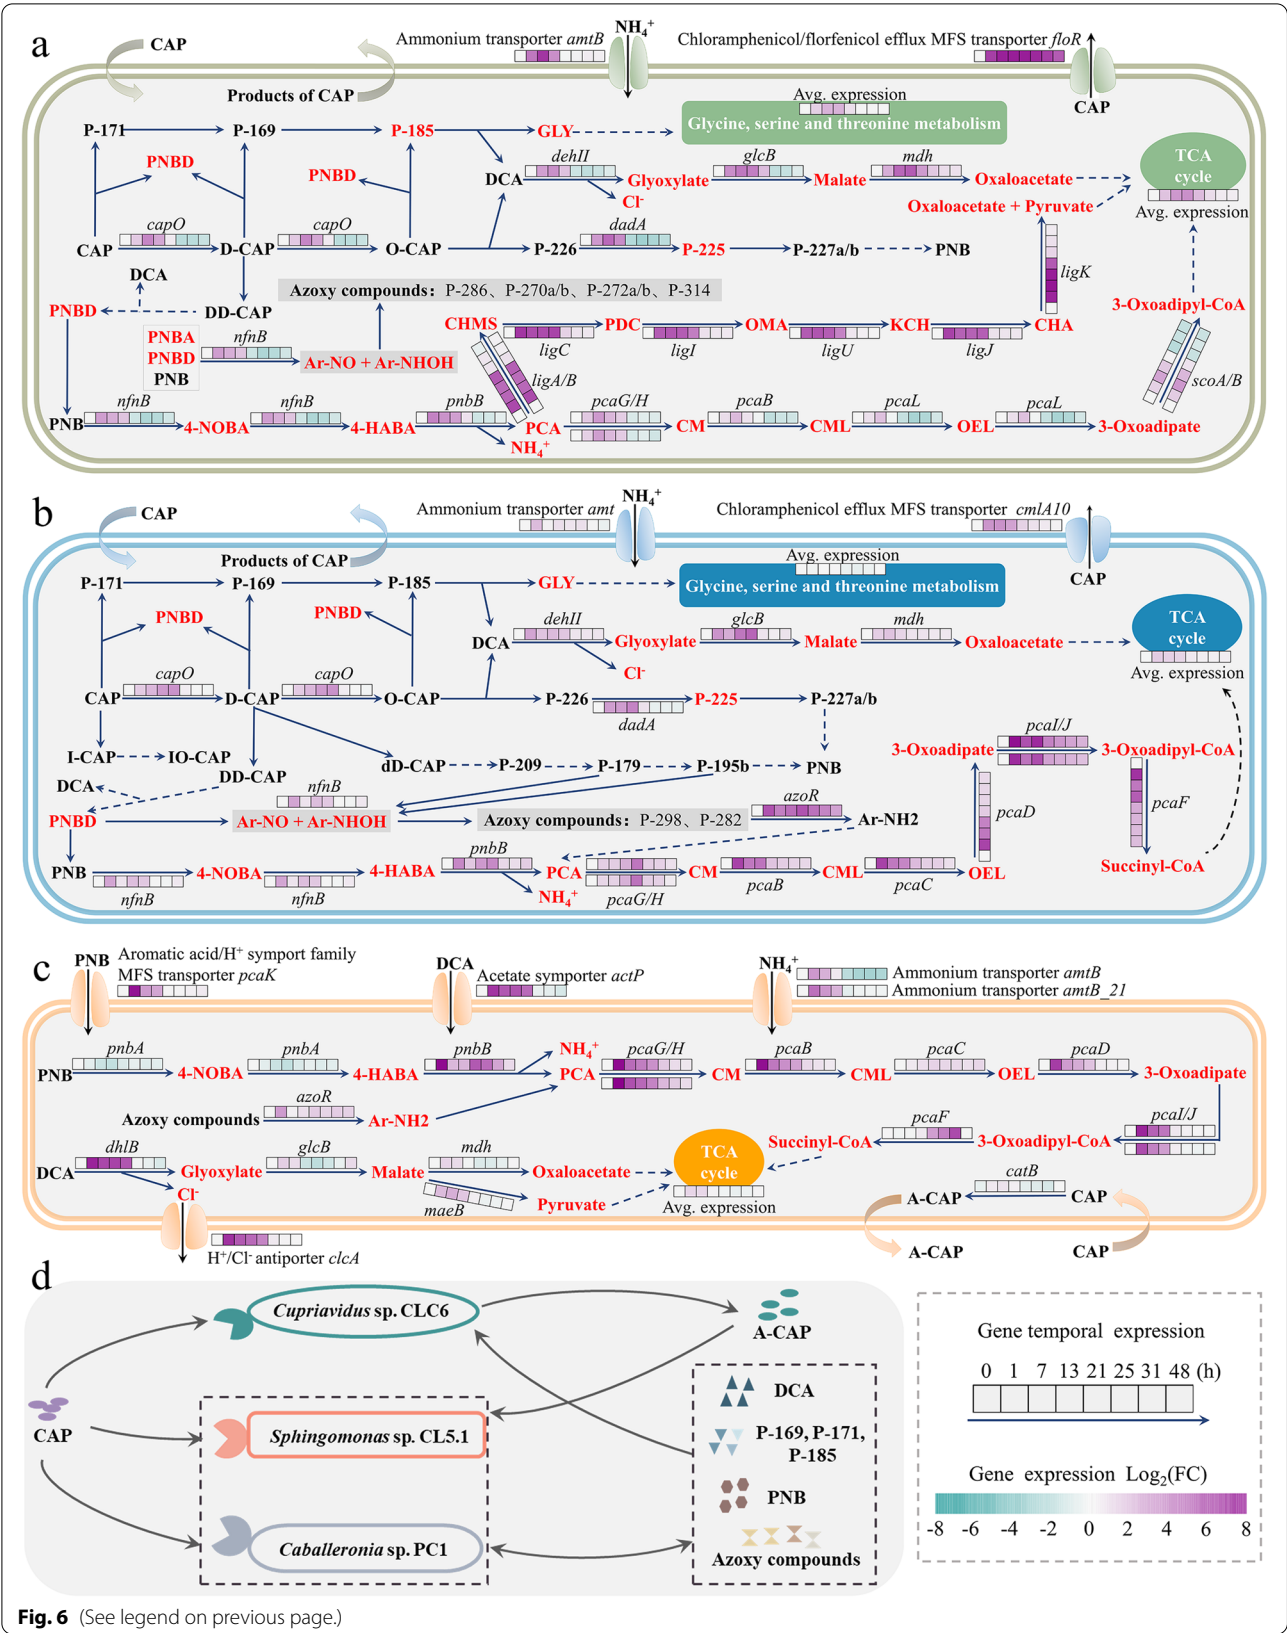 a
CAP
Products of CAP
Ammonium transporter amtB
NH4+
Chloramphenicol/florfenicol efflux MFS transporter floR
CAP
Avg. expression
Glycine, serine and threonine metabolism
P-171
P-169
P-185
GLY
PNBD
PNBD
DCA
dehII
Glyoxylate
Cl-
glcB
Malate
mdh
Oxaloacetate
TCA
cycle
Avg. expression
Oxaloacetate + Pyruvate
CAP
capO
D-CAP
capO
O-CAP
P-226
dadA
P-225
P-227a/b
PNB
ligK
DCA
PNBD
DD-CAP
Azoxy compounds: P-286、P-270a/b、P-272a/b、P-314
3-Oxoadipyl-CoA
PNBA
PNBD
PNB
nfnB
Ar-NO + Ar-NHOH
CHMS
ligC
PDC
ligI
OMA
ligU
KCH
ligJ
CHA
ligA/B
scoA/B
PNB
nfnB
4-NOBA
nfnB
4-HABA
pnbB
NH4+
PCA
pcaG/H
CM
pcaB
CML
pcaL
OEL
pcaL
3-Oxoadipate
b
CAP
Products of CAP
Ammonium transporter amt
NH4+
Chloramphenicol efflux MFS transporter cmlA10
CAP
Avg. expression
Glycine, serine and threonine metabolism
P-171
P-169
P-185
GLY
PNBD
PNBD
DCA
dehII
Glyoxylate
Cl-
glcB
Malate
mdh
Oxaloacetate
TCA
cycle
Avg. expression
CAP
capO
D-CAP
capO
O-CAP
P-226
dadA
P-225
P-227a/b
I-CAP
IO-CAP
DD-CAP
dD-CAP
P-209
P-179
P-195b
PNB
DCA
PNBD
nfnB
Ar-NO + Ar-NHOH
Azoxy compounds: P-298、P-282
azoR
Ar-NH2
3-Oxoadipate
pcaI/J
3-Oxoadipyl-CoA
pcaD
pcaF
Succinyl-CoA
PNB
nfnB
4-NOBA
nfnB
4-HABA
pnbB
NH4+
PCA
pcaG/H
CM
pcaB
CML
pcaC
OEL
c
PNB
Aromatic acid/H+ symport family
MFS transporter pcaK
DCA
Acetate symporter actP
NH4+
Ammonium transporter amtB
Ammonium transporter amtB_21
PNB
pnbA
4-NOBA
pnbA
4-HABA
pnbB
NH4+
PCA
pcaG/H
CM
pcaB
CML
pcaC
OEL
pcaD
3-Oxoadipate
Azoxy compounds
azoR
Ar-NH2
pcaI/J
3-Oxoadipyl-CoA
pcaF
Succinyl-CoA
DCA
dhlB
Cl-
Glyoxylate
glcB
Malate
mdh
Oxaloacetate
maeB
Pyruvate
TCA
cycle
Avg. expression
catB
A-CAP
CAP
A-CAP
CAP
H+/Cl- antiporter clcA
d
CAP
Cupriavidus sp. CLC6
Sphingomonas sp. CL5.1
Caballeronia sp. PC1
A-CAP
DCA
P-169, P-171,
P-185
PNB
Azoxy compounds
Gene temporal expression
0 1 7 13 21 25 31 48 (h)
Gene expression Log2(FC)
-8 -6 -4 -2 0 2 4 6 8
Fig. 6 (See legend on previous page.)